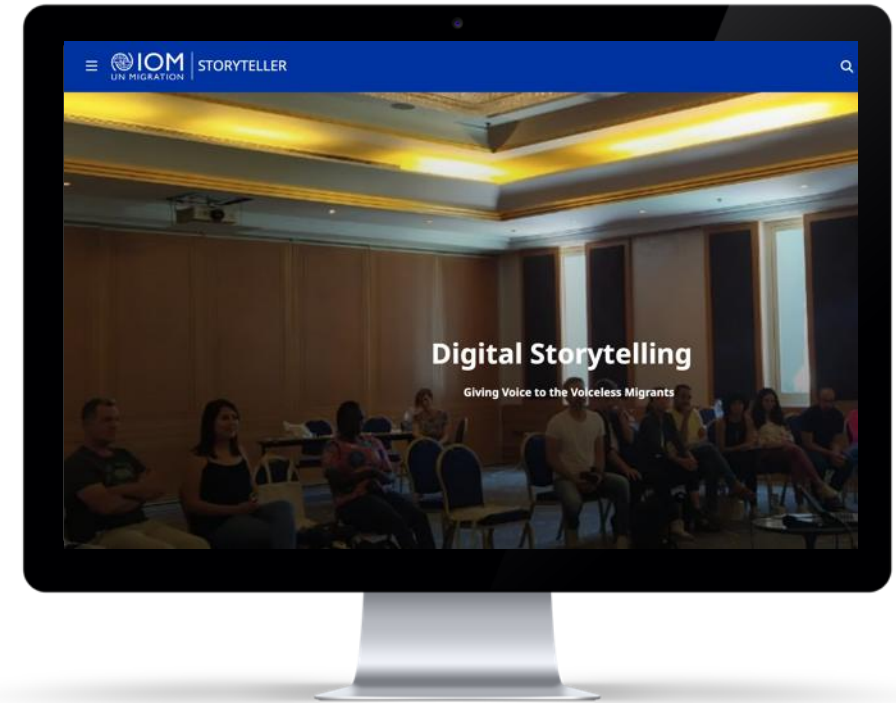 IOM
UN MIGRATION
STORYTELLER
Digital Storytelling
Giving Voice to the Voiceless Migrants